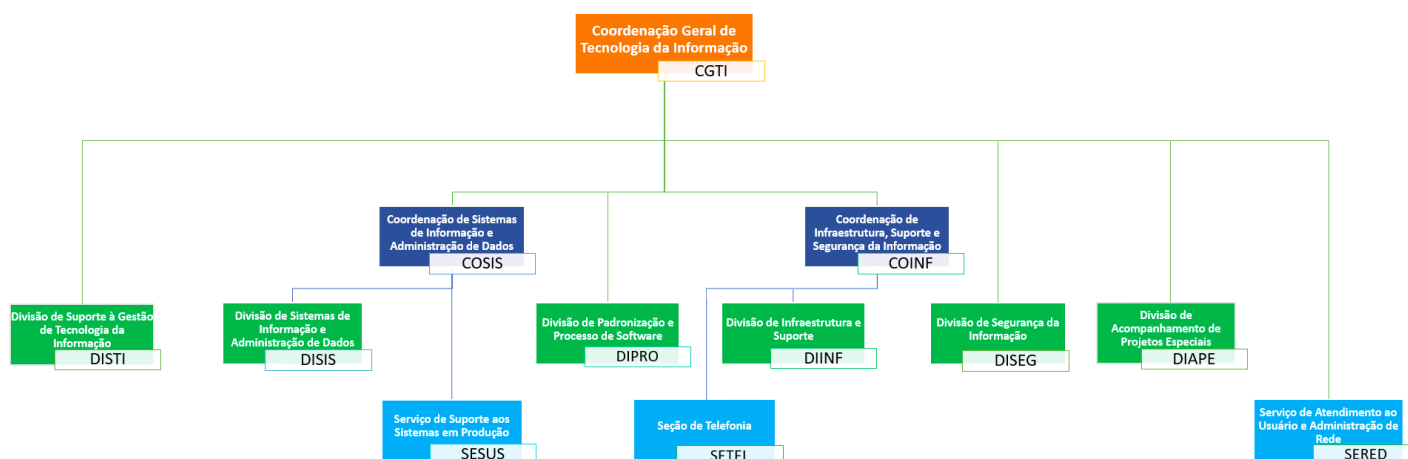 Coordenação Geral de
Tecnologia da Informação
CGTI
Coordenação de Sistemas
de Informação e
Administração de Dados
COSIS
Coordenação de
Infraestrutura, Suporte e
Segurança da Informação
COINF
Divisão de Suporte à Gestão
de Tecnologia da
Informação
DISTI
Divisão de Sistemas de
Informação e
Administração de Dados
DISIS
Divisão de Padronização e
Processo de Software
DIPRO
Divisão de Infraestrutura e
Suporte
DIINF
Divisão de Segurança da
Informação
DISEG
Divisão de
Acompanhamento de
Projetos Especiais
DIAPE
Serviço de Suporte aos
Sistemas em Produção
SESUS
Seção de Telefonia
SETEL
Serviço de Atendimento ao
Usuário e Administração de
Rede
SERED